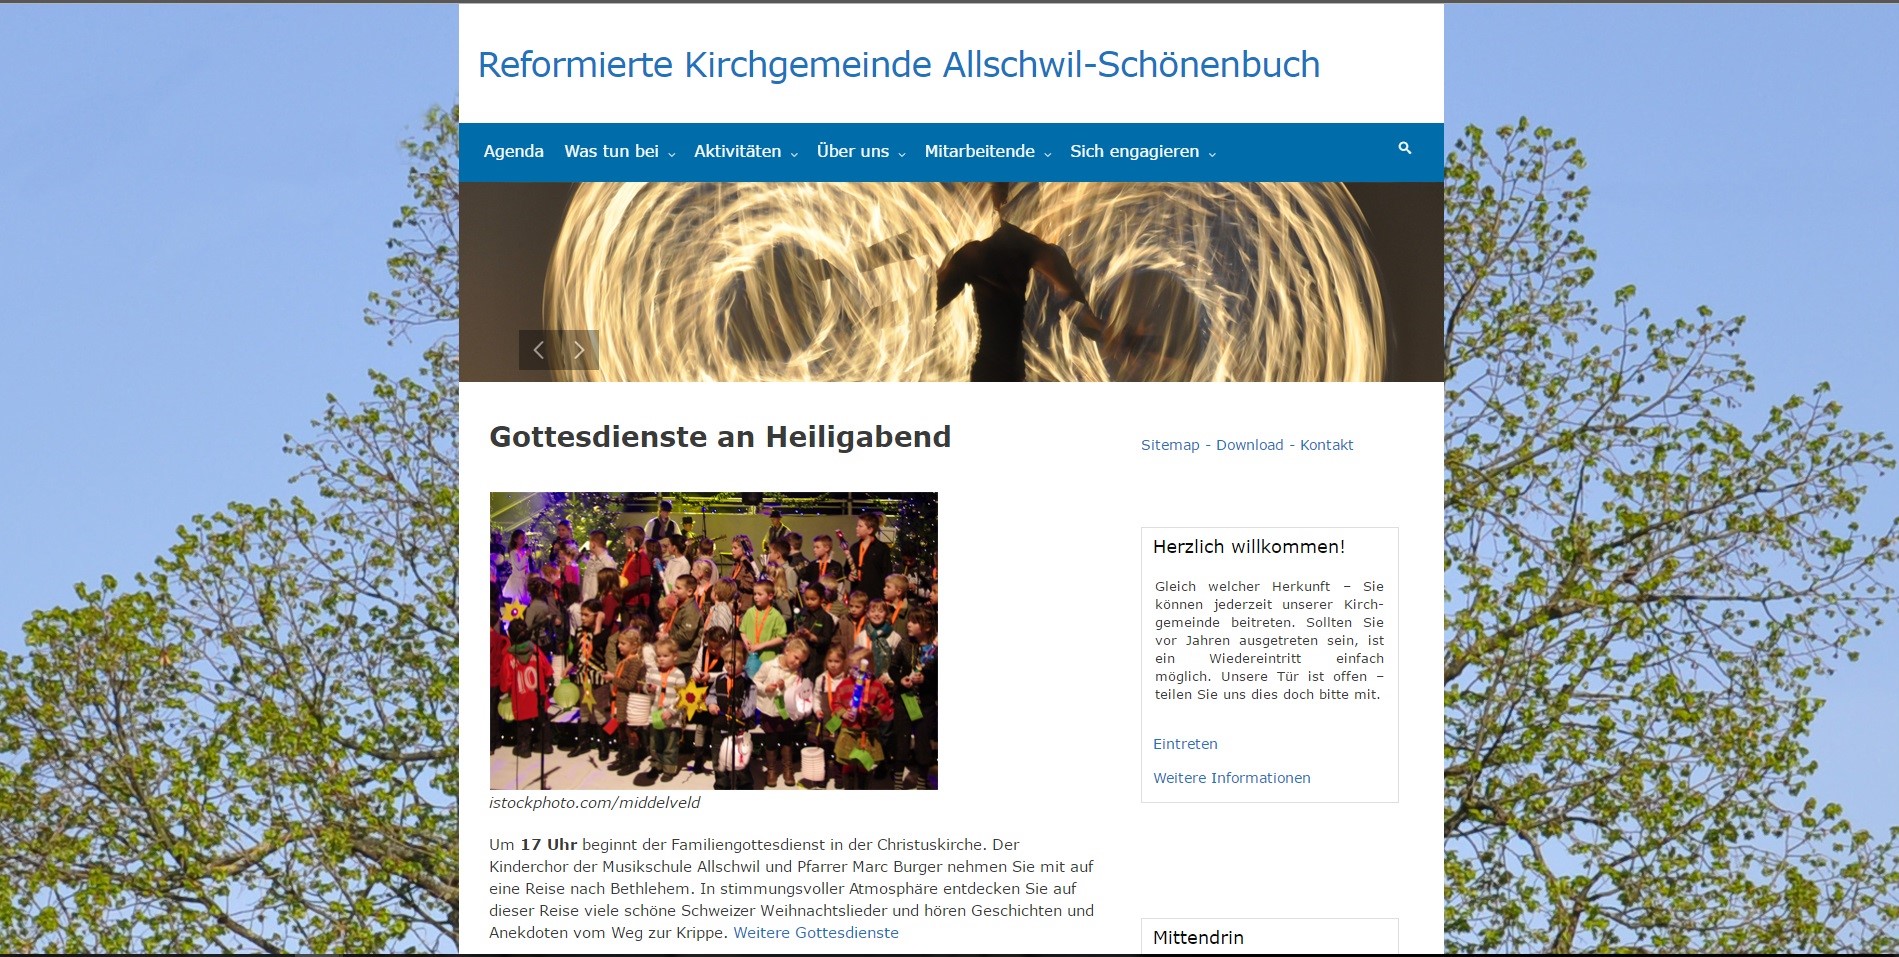 Reformierte Kirchgemeinde Allschwil-Schönenbuch
Agenda Was tun bei Aktivitäten Über uns Mitarbeitende Sich engagieren
Gottesdienste an Heiligabend
istockphoto.com/middelveld
Um 17 Uhr beginnt der Familiengottesdienst in der Christuskirche. Der
Kinderchor der Musikschule Allschwil und Pfarrer Marc Burger nehmen Sie mit auf
eine Reise nach Bethlehem. In stimmungsvoller Atmosphäre entdecken Sie auf
dieser Reise viele schöne Schweizer Weihnachtslieder und hören Geschichten und
Anekdoten vom Weg zur Krippe. Weitere Gottesdienste
Sitemap - Download - Kontakt
Herzlich willkommen!
Gleich welcher Herkunft – Sie
können jederzeit unserer Kirch-
gemeinde beitreten. Sollten Sie
vor Jahren ausgetreten sein, ist
ein Wiedereintritt einfach
möglich. Unsere Tür ist offen –
teilen Sie uns dies doch bitte mit.
Eintreten
Weitere Informationen
Mittendrin
10